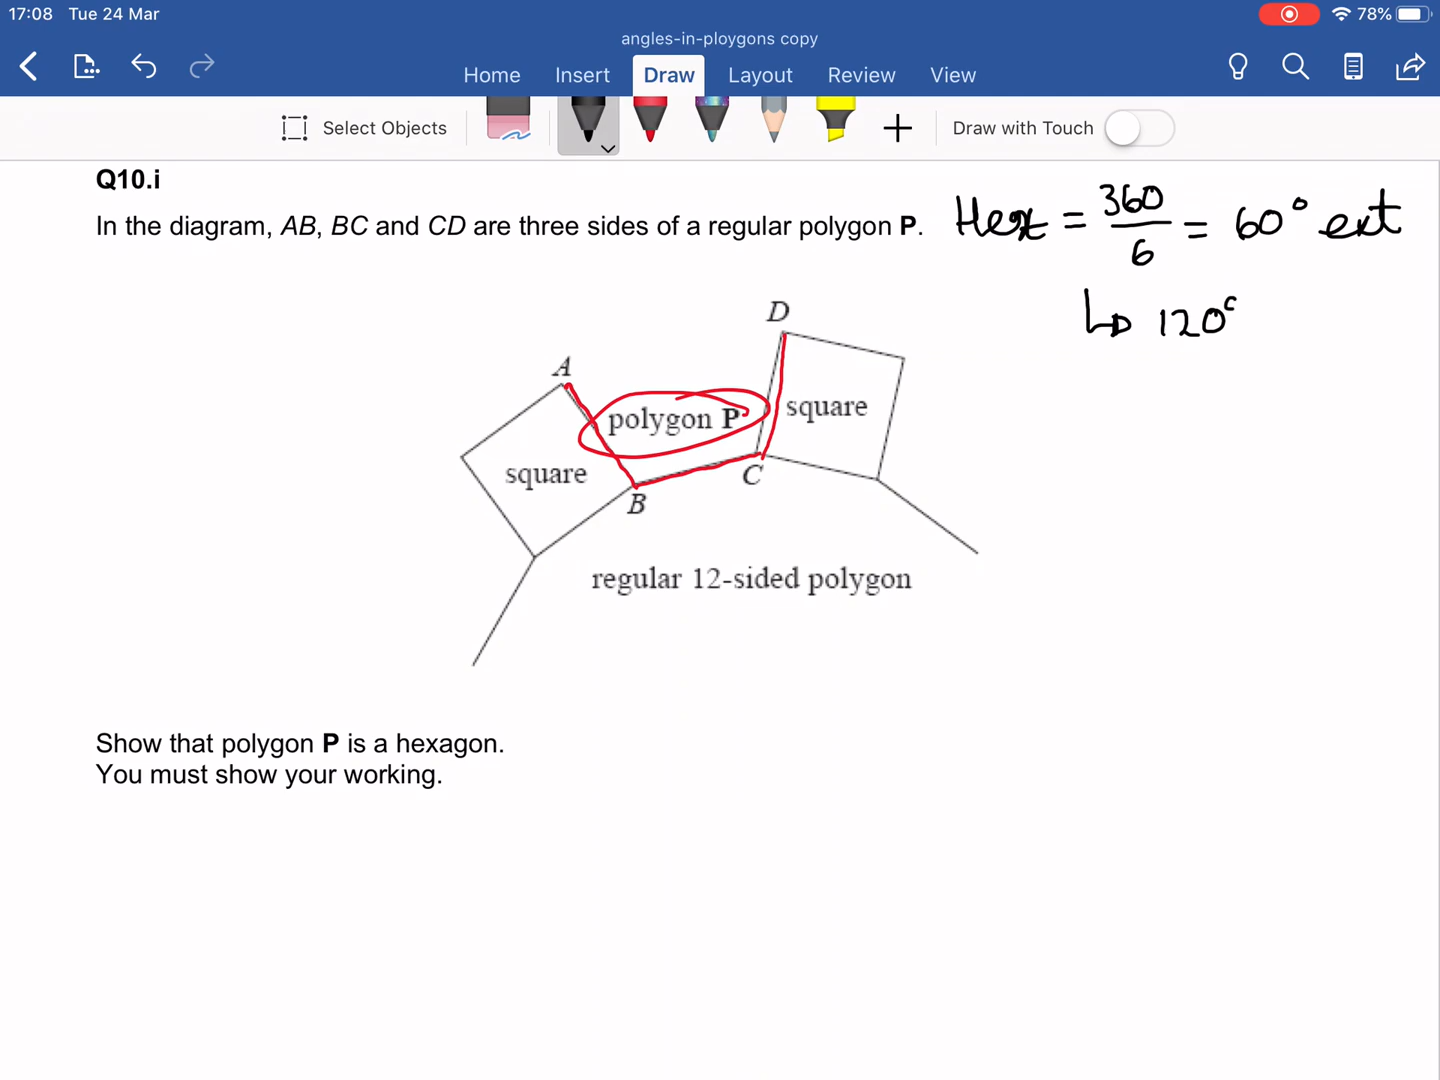 17:08 Tue 24 Mar
78%
angles-in-ploygons copy
Home Insert Draw Layout Review View
Select Objects
Draw with Touch
Q10.i
In the diagram, AB, BC and CD are three sides of a regular polygon P.
Hex = 360/6 = 60° ext
120°
D
A
polygon P
square
square
C
B
regular 12-sided polygon
Show that polygon P is a hexagon.
You must show your working.